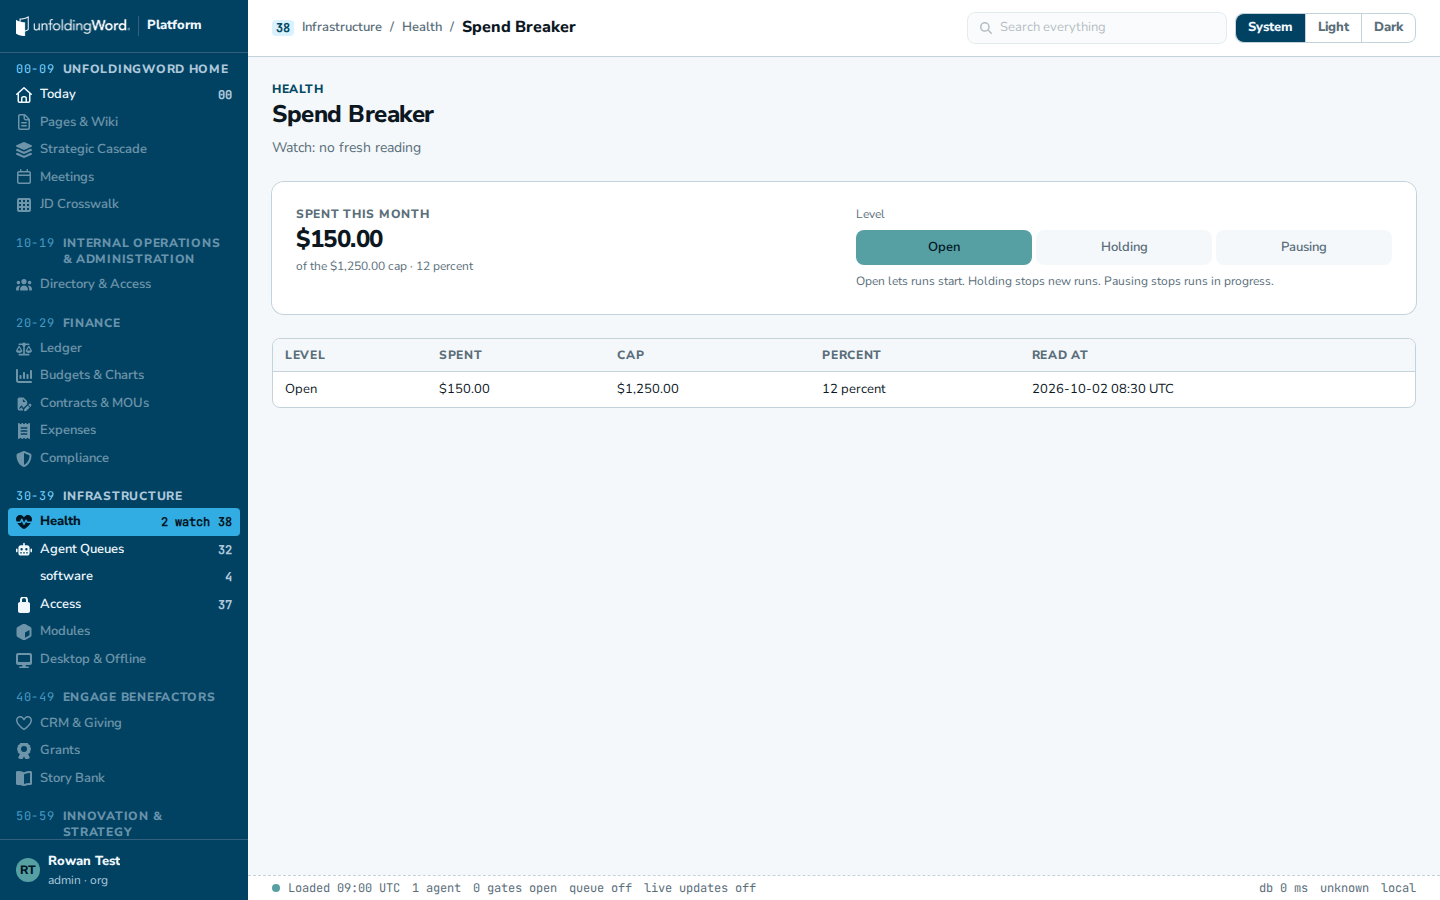 unfoldingWord Platform
00-09 UNFOLDINGWORD HOME
Today 00
Pages & Wiki
Strategic Cascade
Meetings
JD Crosswalk
10-19 INTERNAL OPERATIONS
& ADMINISTRATION
Directory & Access
20-29 FINANCE
Ledger
Budgets & Charts
Contracts & MOUs
Expenses
Compliance
30-39 INFRASTRUCTURE
Health 2 watch 38
Agent Queues 32
software 4
Access 37
Modules
Desktop & Offline
40-49 ENGAGE BENEFACTORS
CRM & Giving
Grants
Story Bank
50-59 INNOVATION &
STRATEGY
RT Rowan Test
admin · org
38 Infrastructure / Health / Spend Breaker
Search everything
System Light Dark
HEALTH
Spend Breaker
Watch: no fresh reading
SPENT THIS MONTH
$150.00
of the $1,250.00 cap · 12 percent
Level
Open Holding Pausing
Open lets runs start. Holding stops new runs. Pausing stops runs in progress.
LEVEL SPENT CAP PERCENT READ AT
Open $150.00 $1,250.00 12 percent 2026-10-02 08:30 UTC
Loaded 09:00 UTC 1 agent 0 gates open queue off live updates off db 0 ms unknown local